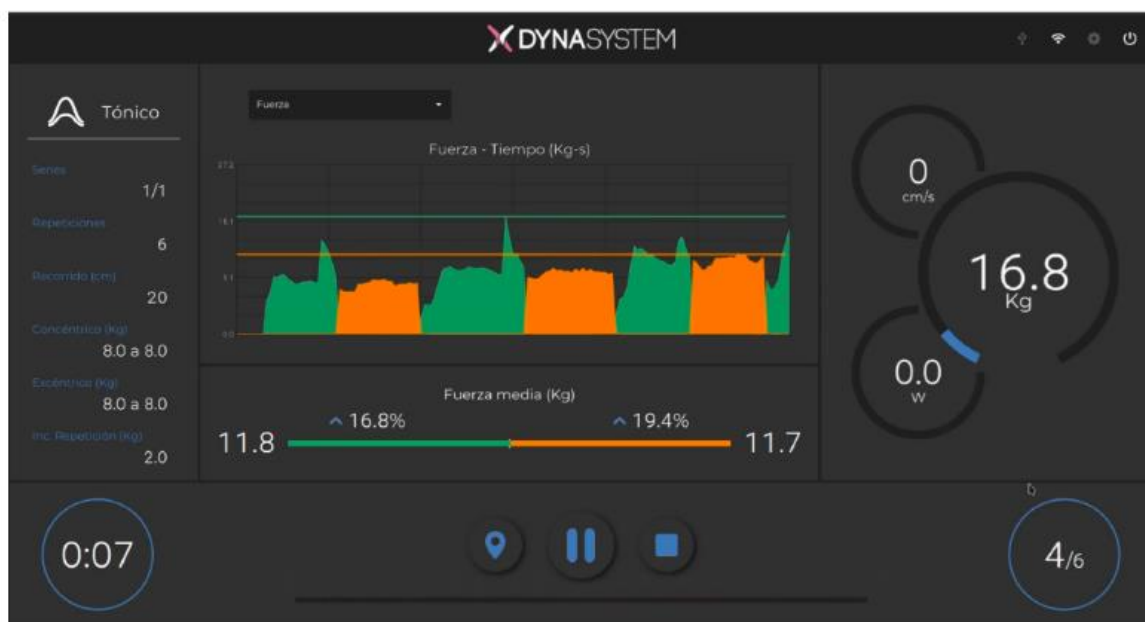 DYNASYSTEM
Tónico
Series
1/1
Repeticiones
6
Recorrido (cm)
20
Concéntrico (Kg)
8.0 a 8.0
Excéntrico (Kg)
8.0 a 8.0
Inc. Repetición (Kg)
2.0
Fuerza
Fuerza - Tiempo (Kg-s)
0.0
Fuerza media (Kg)
16.8%
19.4%
11.8
11.7
0
cm/s
16.8
Kg
0.0
W
0:07
4/6